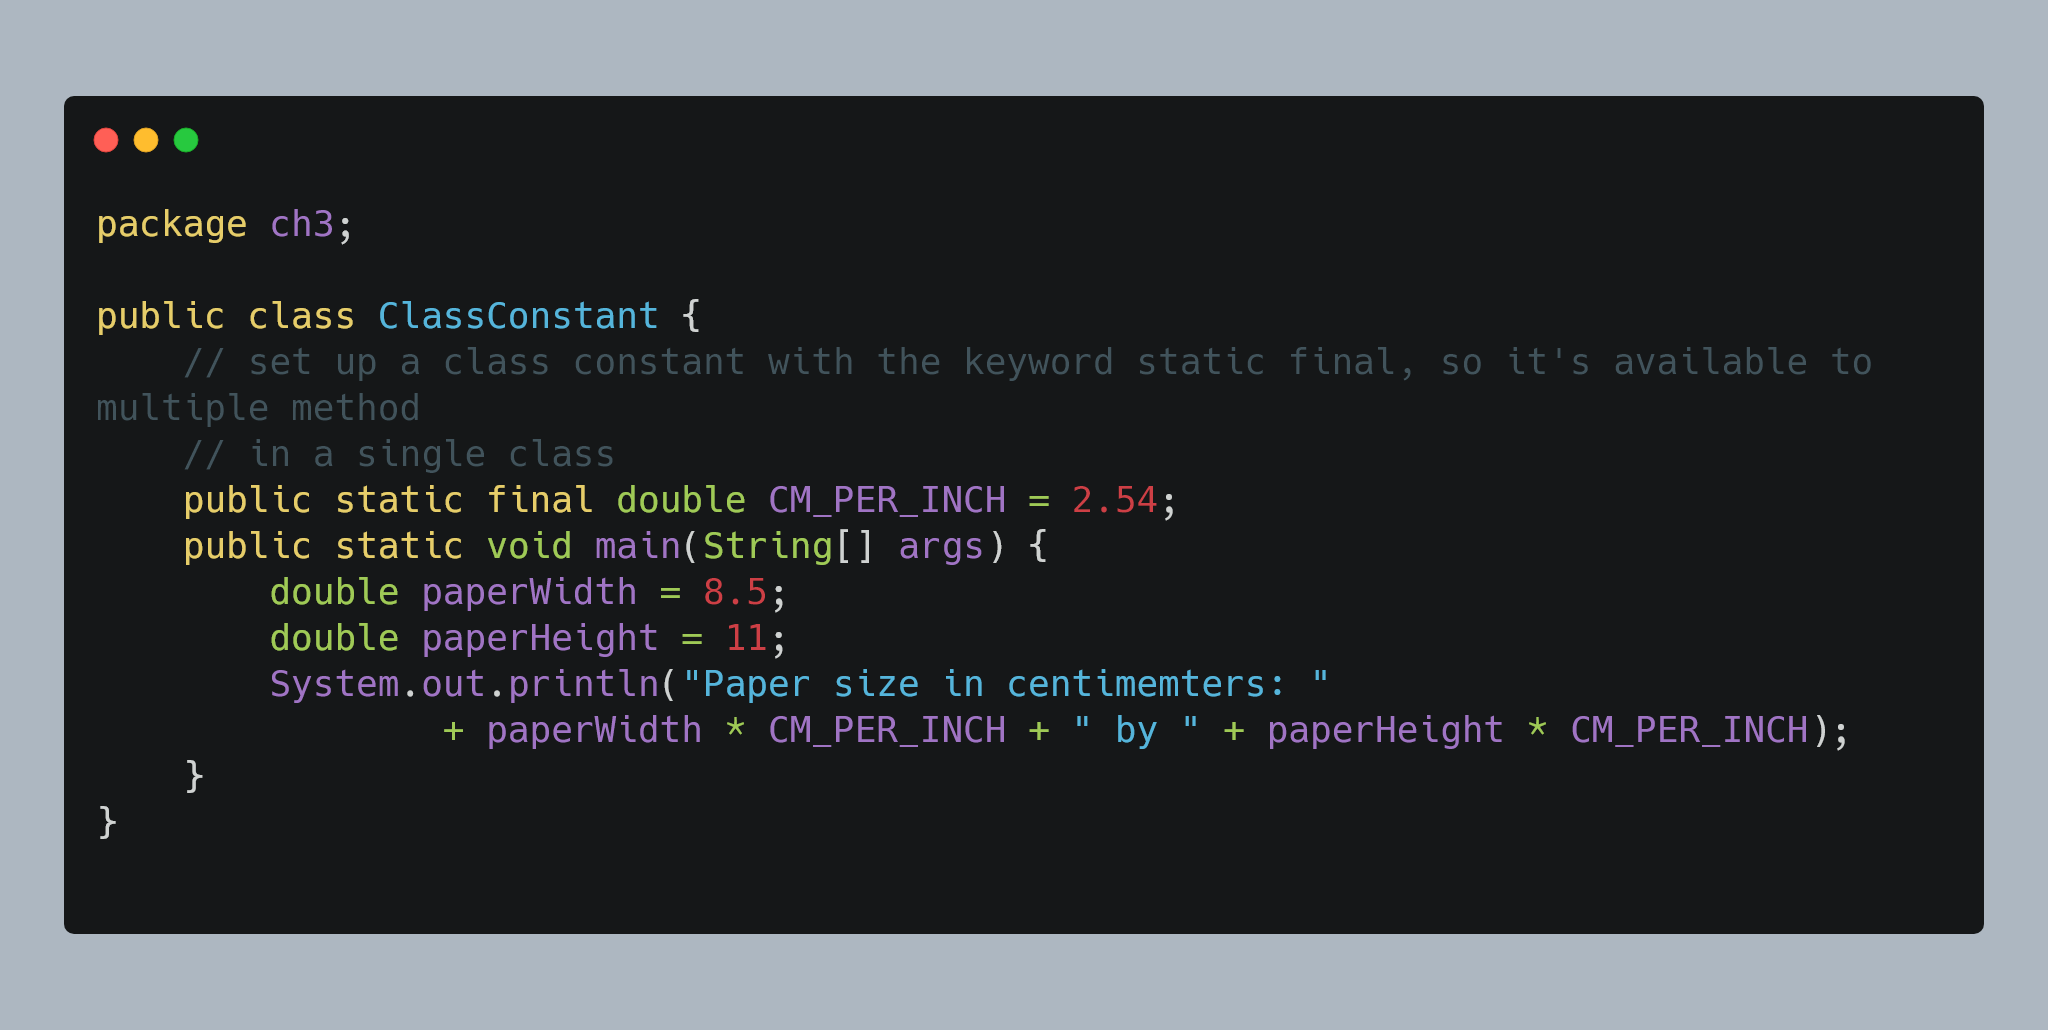 package ch3;
public class ClassConstant {
// set up a class constant with the keyword static final, so it's available to
multiple method
// in a single class
public static final double CM_PER_INCH = 2.54;
public static void main(String[] args) {
double paperWidth = 8.5;
double paperHeight = 11;
System.out.println("Paper size in centimemters: "
+ paperWidth * CM_PER_INCH + " by " + paperHeight * CM_PER_INCH);
}
}